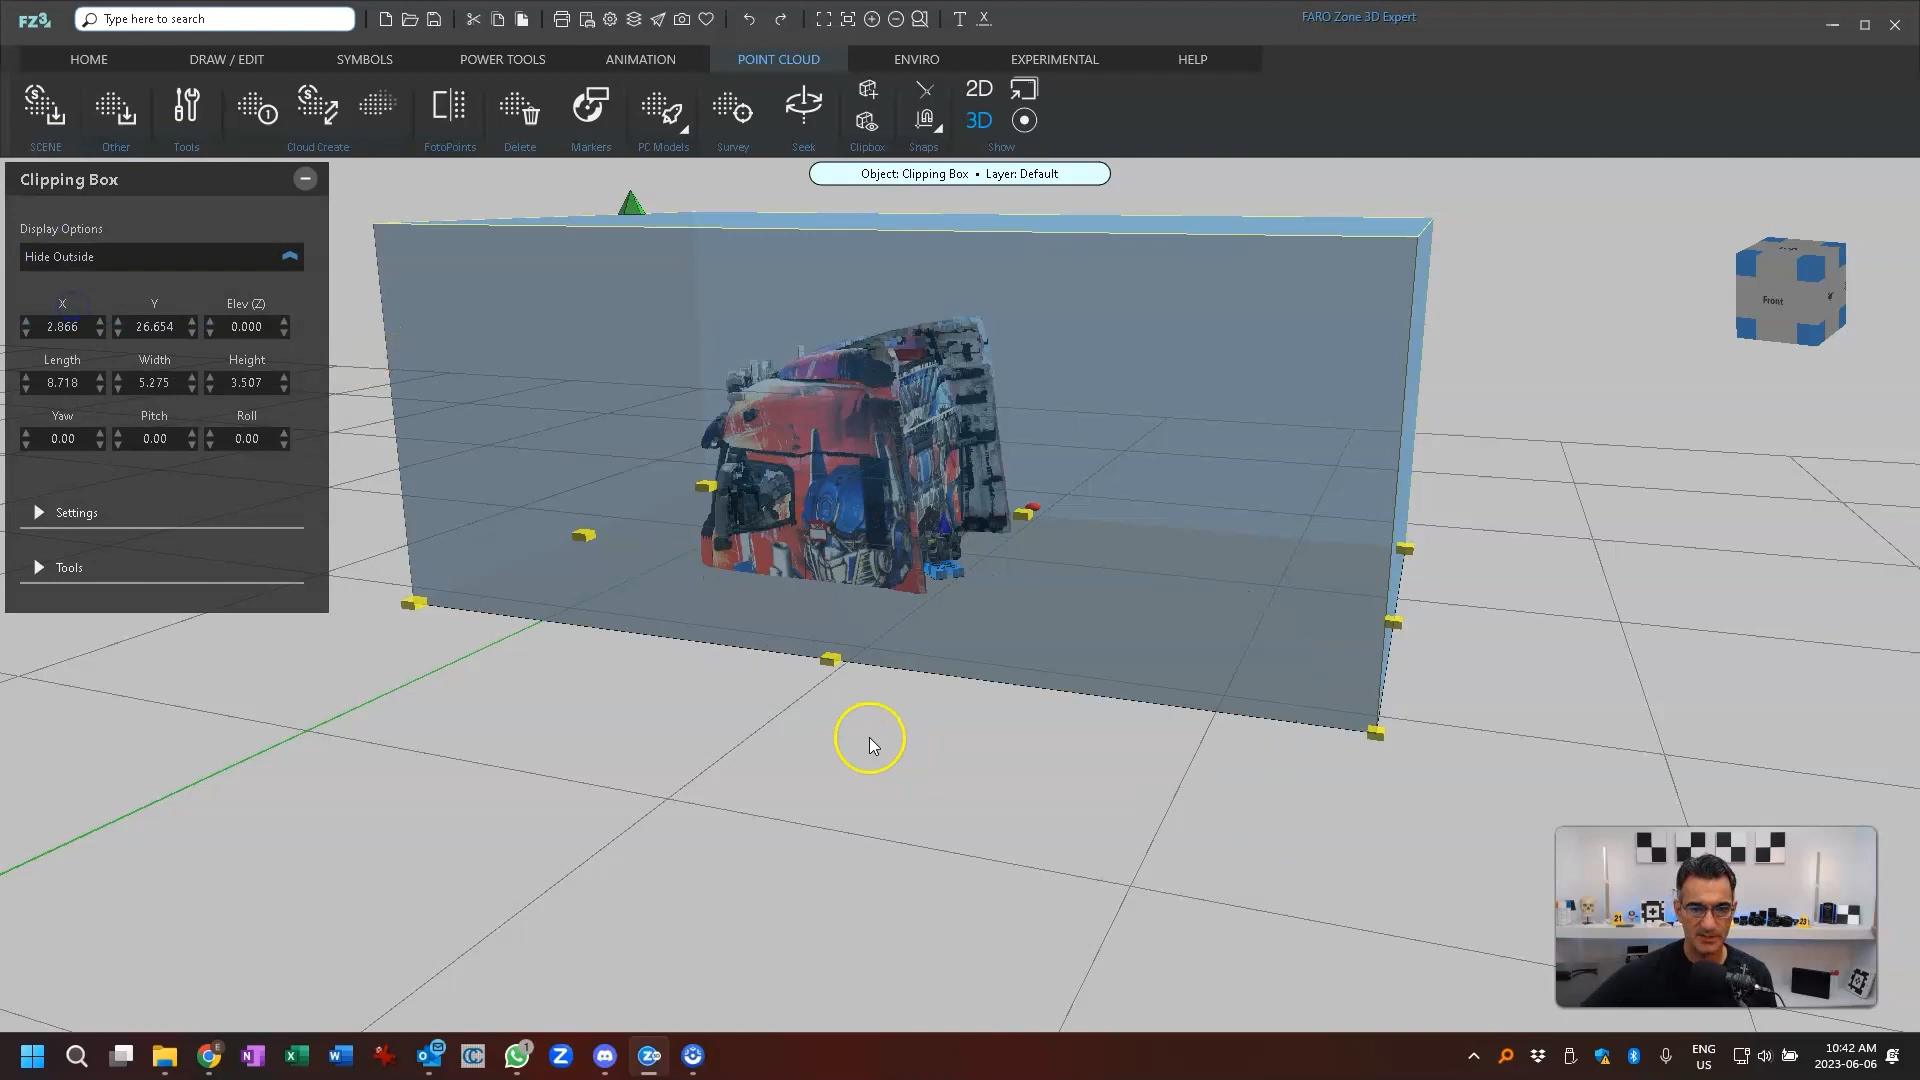 FZ3
Type here to search
FARO Zone 3D Expert
HOME
DRAW / EDIT
SYMBOLS
POWER TOOLS
ANIMATION
POINT CLOUD
ENVIRO
EXPERIMENTAL
HELP
2D
3D
SCENE
Other
Tools
Cloud Create
FotoPoints
Delete
Markers
PC Models
Survey
Seek
Clipbox
Snaps
Show
Object: Clipping Box • Layer: Default
Clipping Box
Display Options
Hide Outside
X Y Elev (Z)
2.866 26.654 0.000
Length Width Height
8.718 5.275 3.507
Yaw Pitch Roll
0.00 0.00 0.00
Settings
Tools
Front
21
23
ENG
US
10:42 AM
2023-06-06